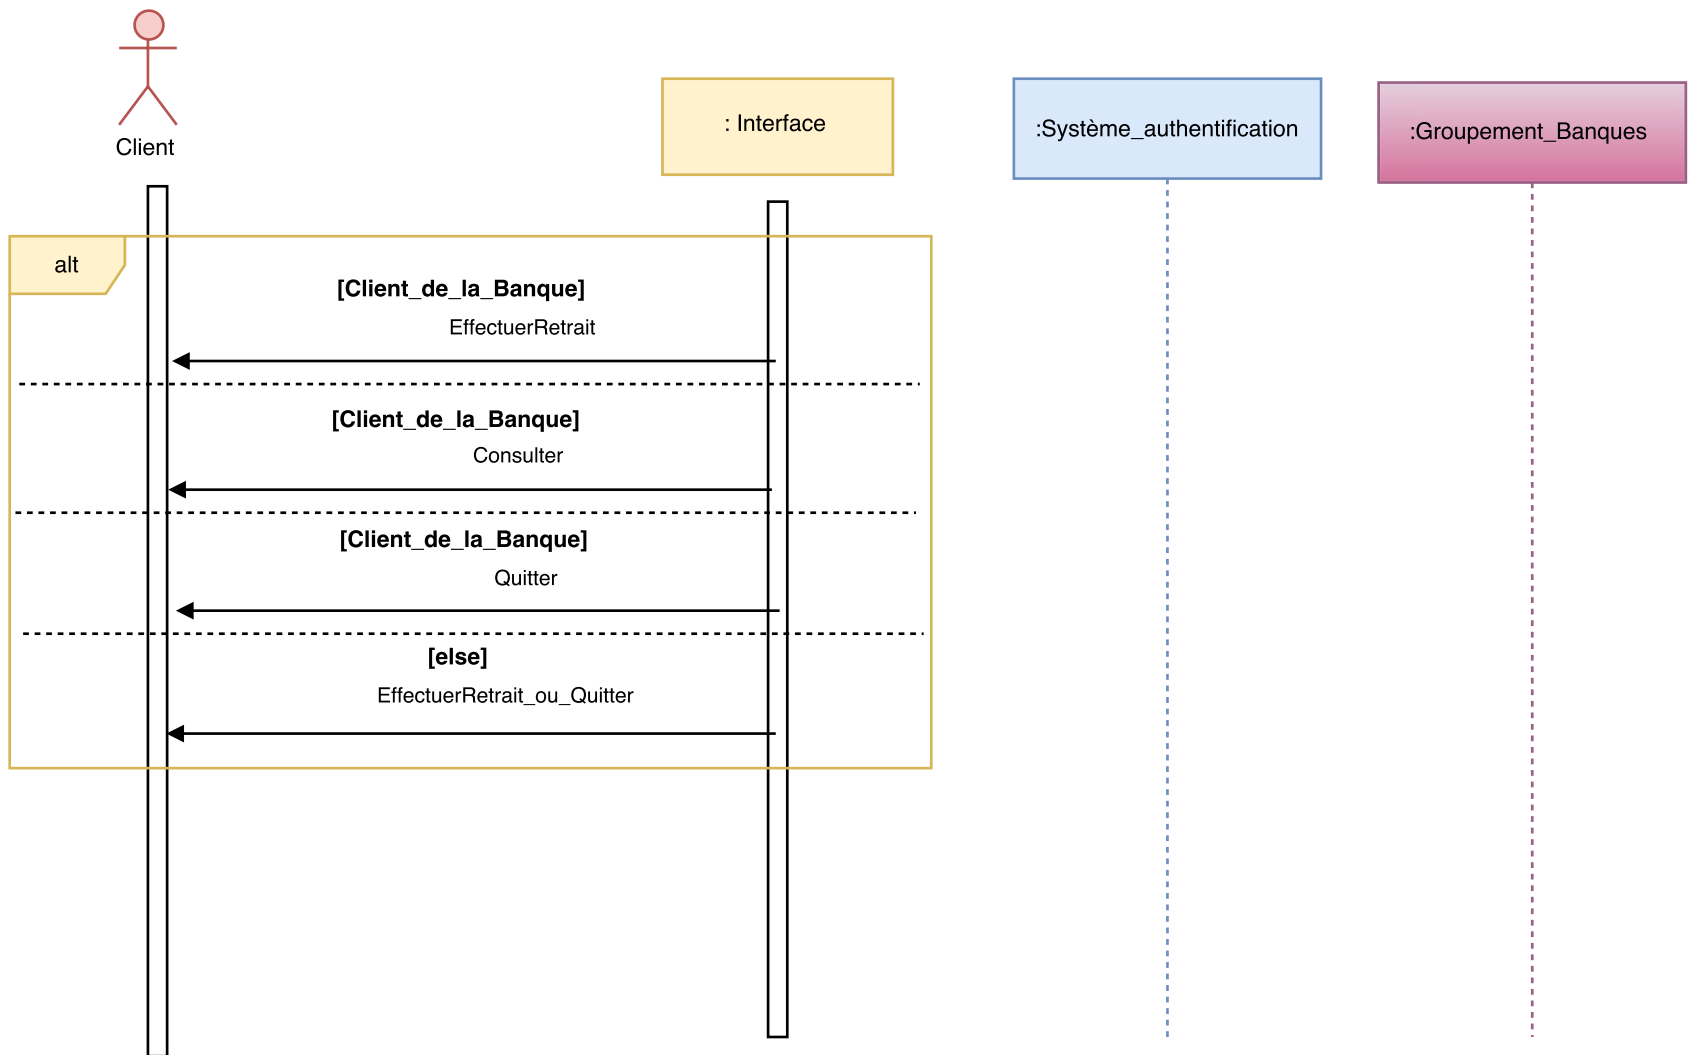 Client
: Interface
:Système_authentification
:Groupement_Banques
alt
[Client_de_la_Banque]
EffectuerRetrait
[Client_de_la_Banque]
Consulter
[Client_de_la_Banque]
Quitter
[else]
EffectuerRetrait_ou_Quitter